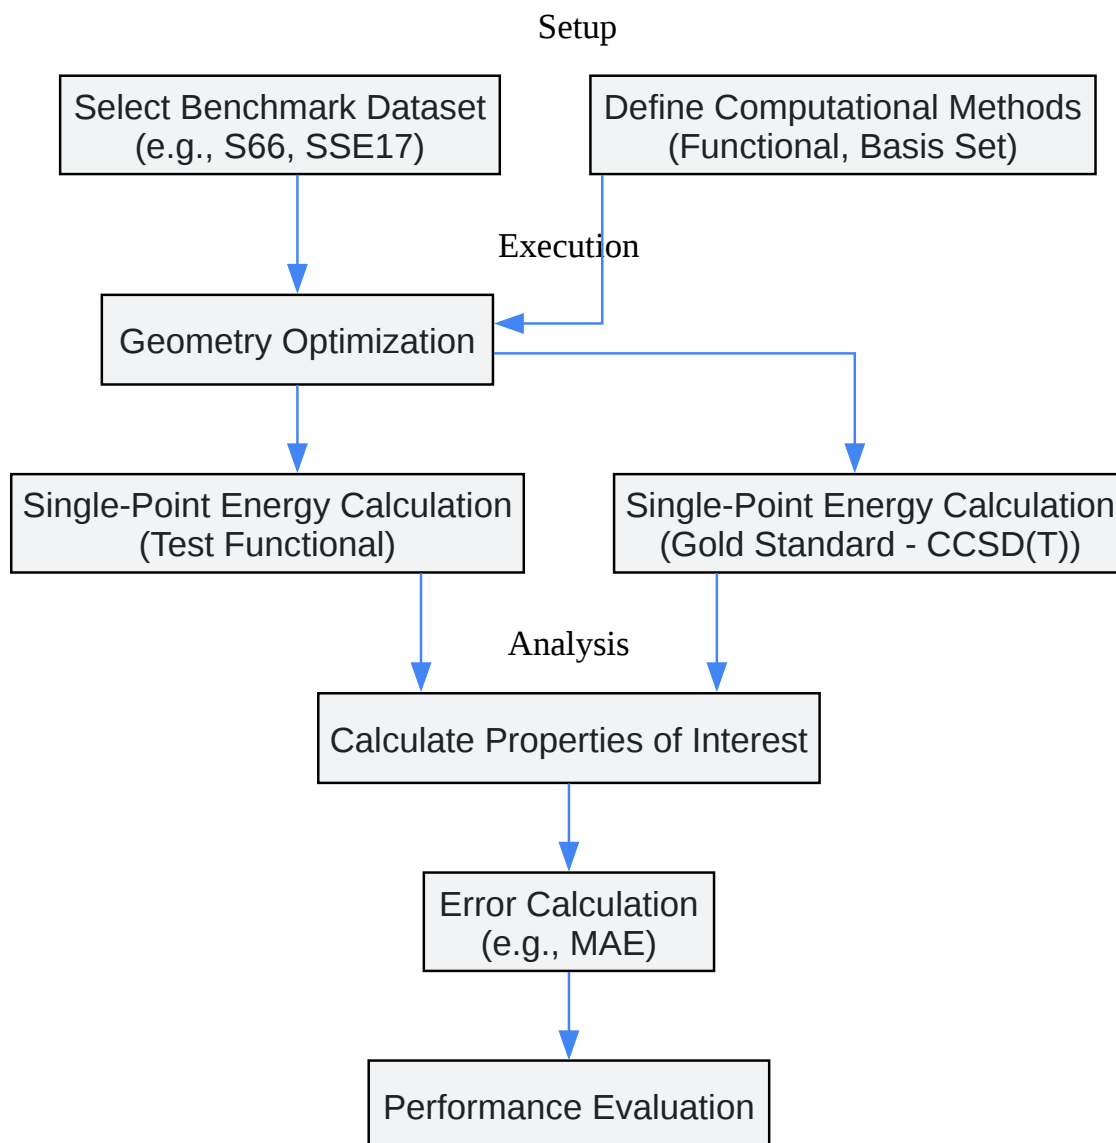 Setup
Select Benchmark Dataset
(e.g., S66, SSE17)
Define Computational Methods
(Functional, Basis Set)
Execution
Geometry Optimization
Single-Point Energy Calculation
(Test Functional)
Single-Point Energy Calculation
(Gold Standard - CCSD(T))
Analysis
Calculate Properties of Interest
Error Calculation
(e.g., MAE)
Performance Evaluation